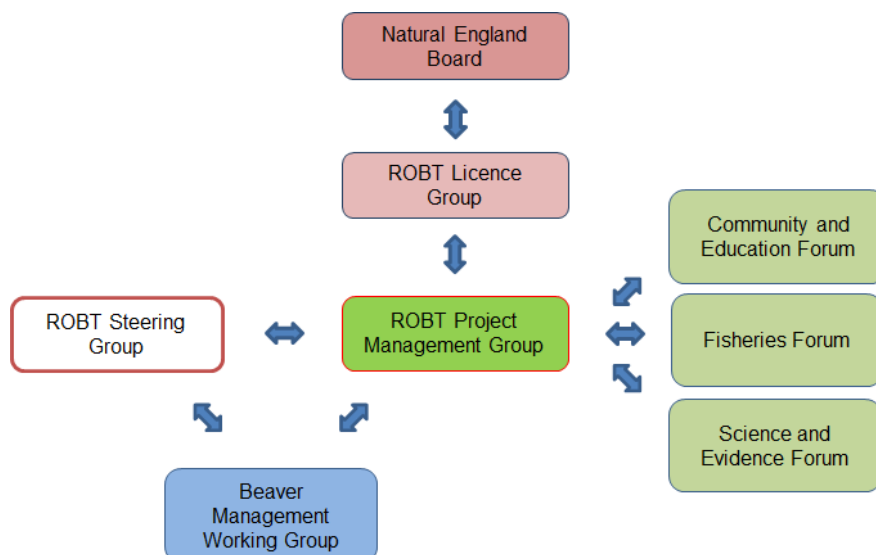 Natural England
Board
ROBT Licence
Group
Community and
Education Forum
ROBT Steering
Group
ROBT Project
Management Group
Fisheries Forum
Science and
Evidence Forum
Beaver
Management
Working Group